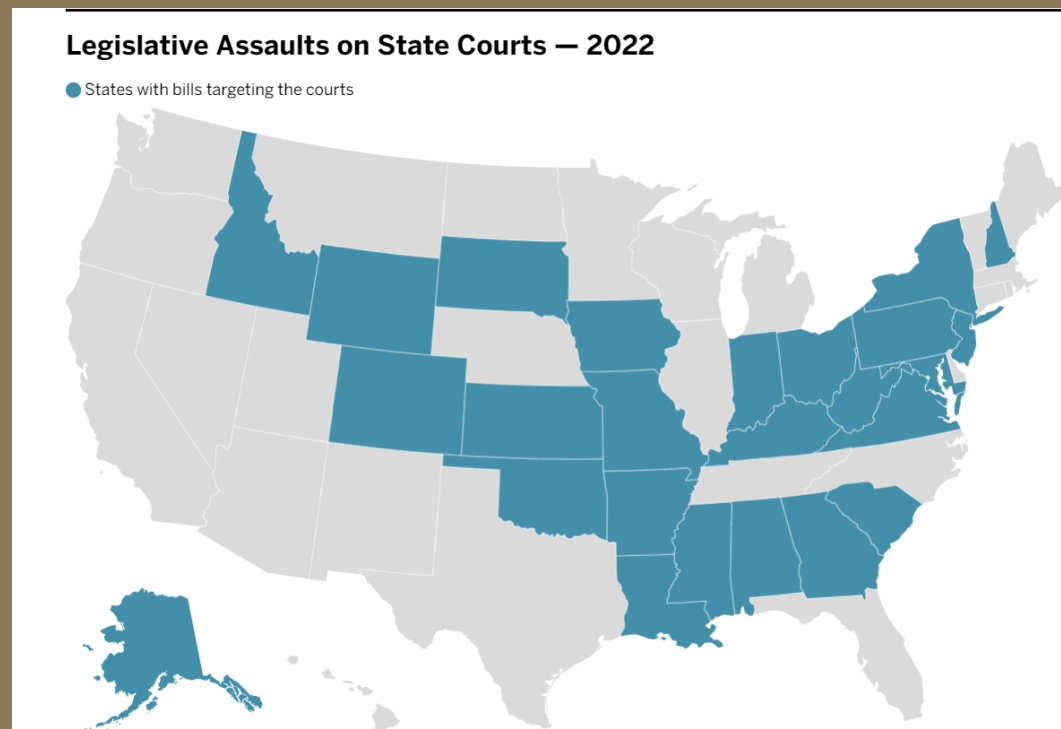 Legislative Assaults on State Courts — 2022
States with bills targeting the courts